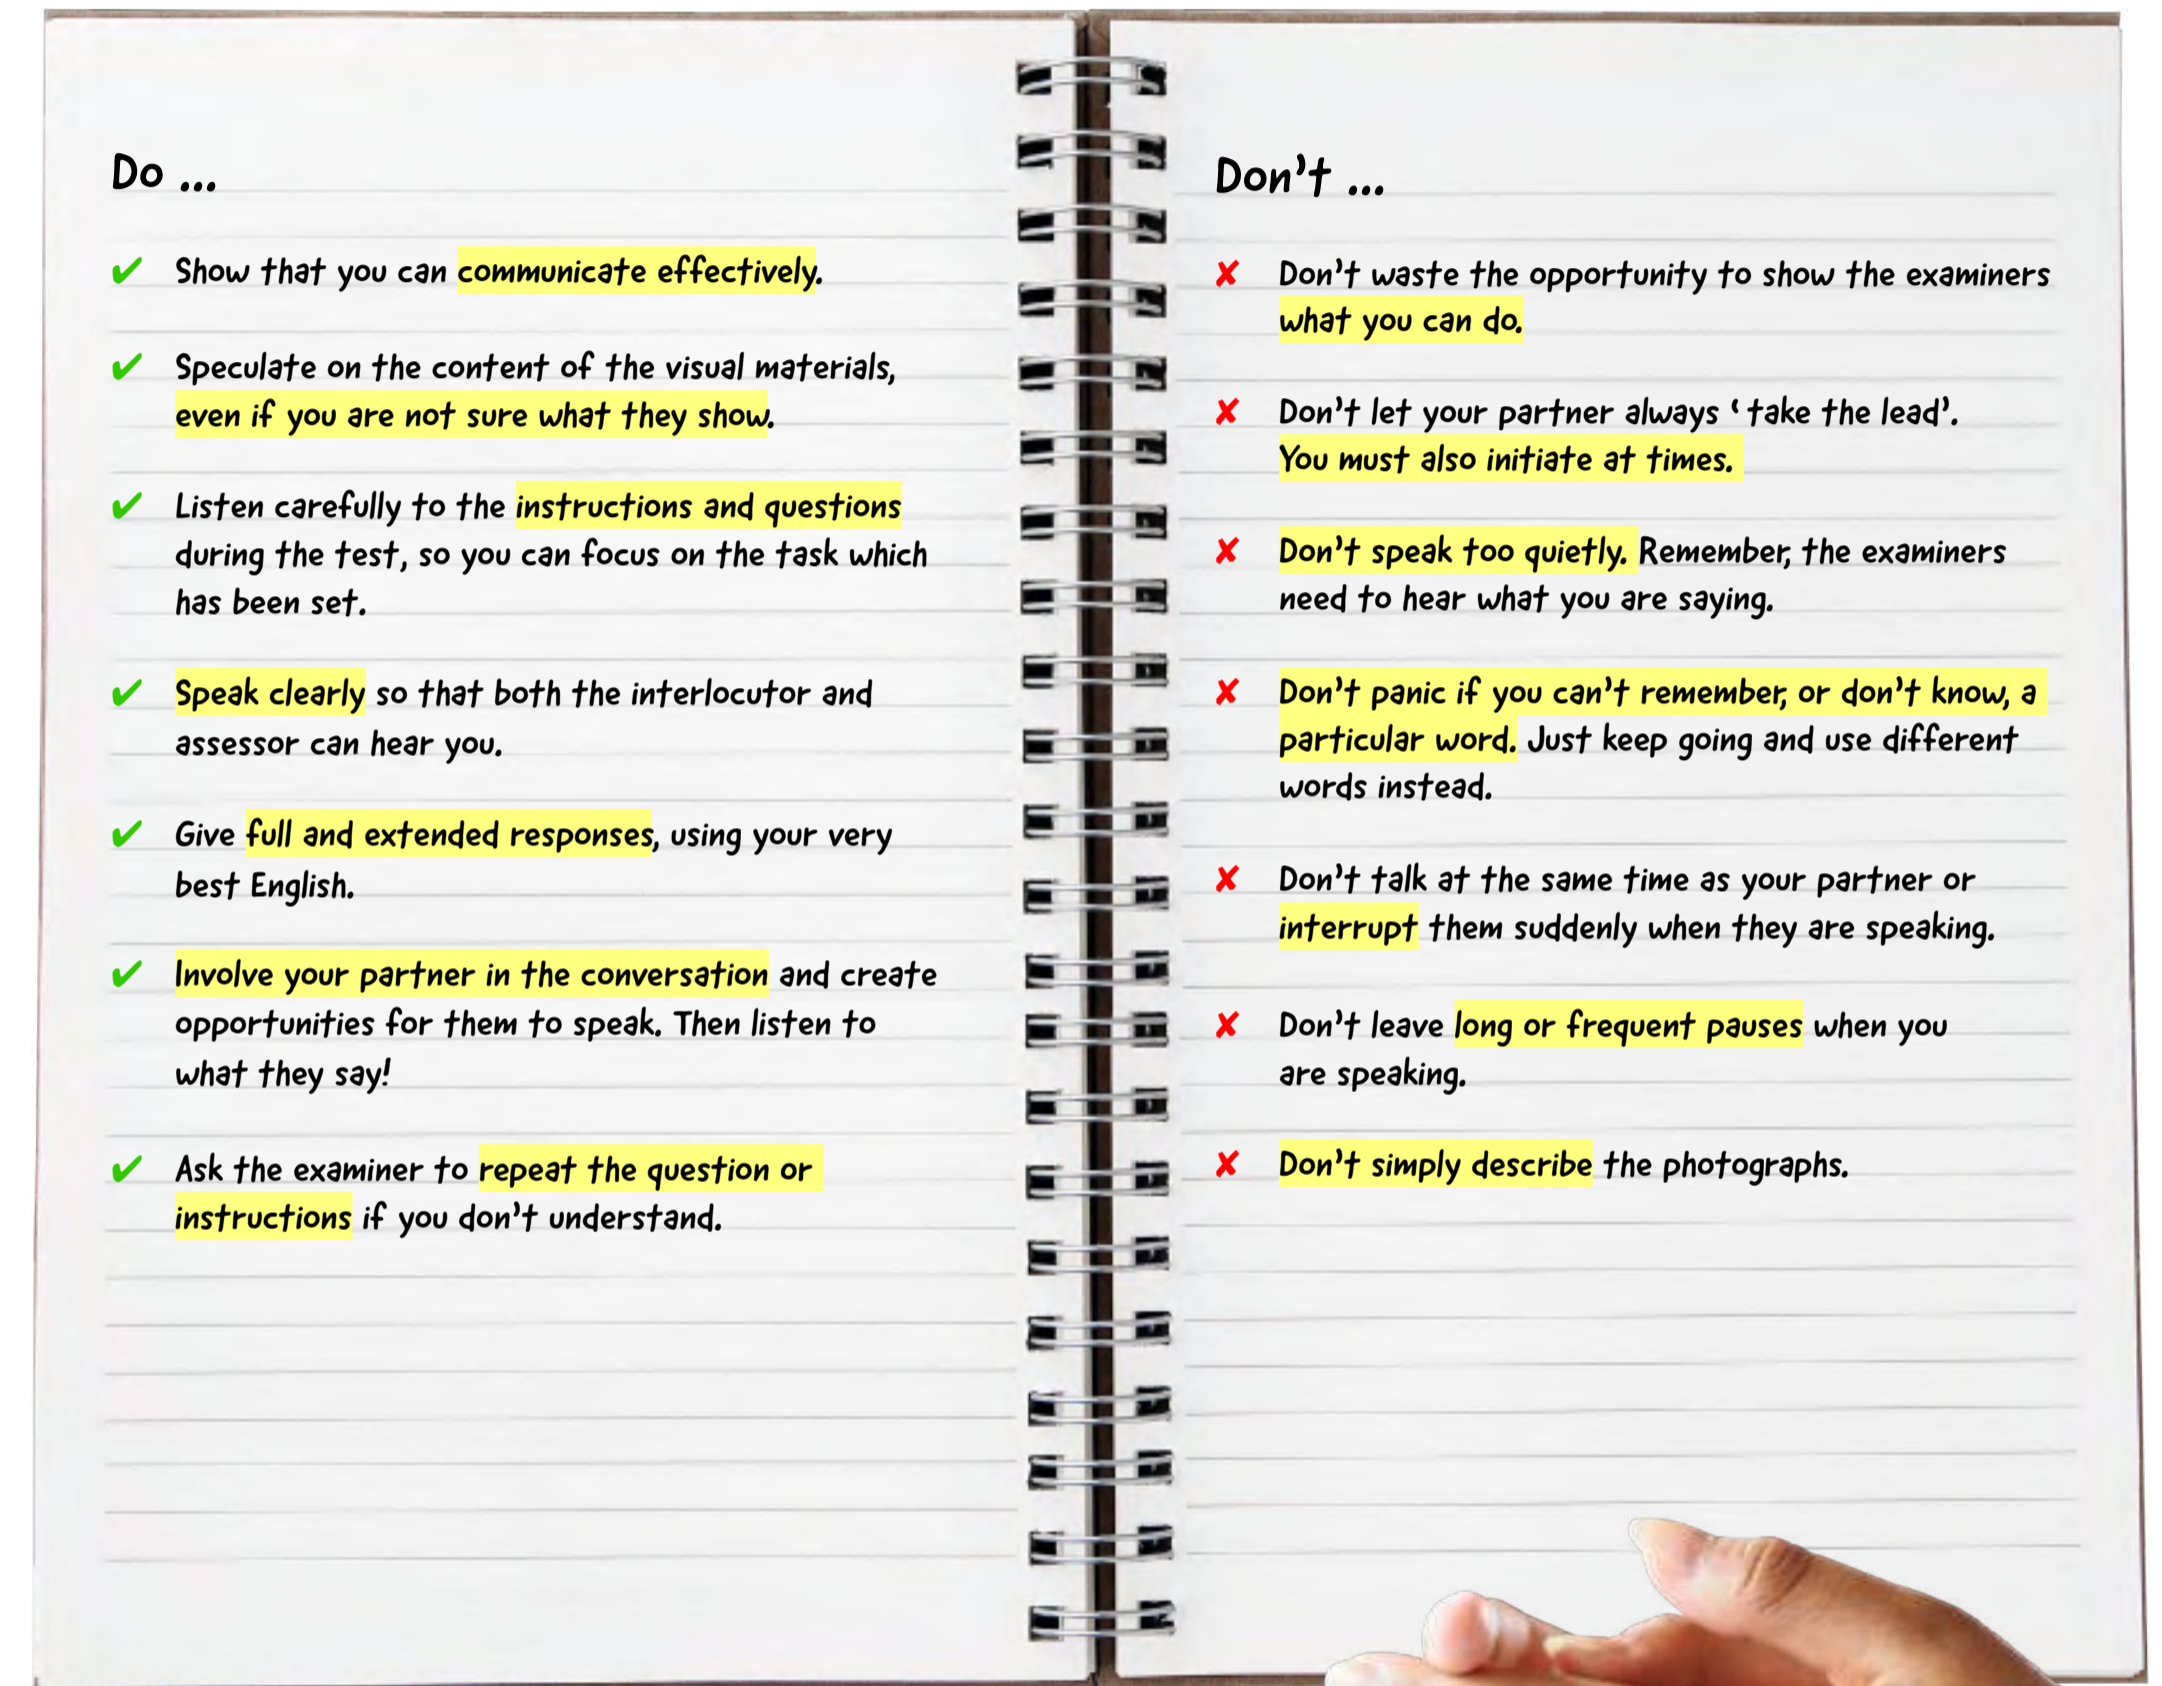 Do ...
✔ Show that you can communicate effectively.
✔ Speculate on the content of the visual materials,
even if you are not sure what they show.
✔ Listen carefully to the instructions and questions
during the test, so you can focus on the task which
has been set.
✔ Speak clearly so that both the interlocutor and
assessor can hear you.
✔ Give full and extended responses, using your very
best English.
✔ Involve your partner in the conversation and create
opportunities for them to speak. Then listen to
what they say!
✔ Ask the examiner to repeat the question or
instructions if you don't understand.
Don't ...
✘ Don't waste the opportunity to show the examiners
what you can do.
✘ Don't let your partner always ‘ take the lead’.
You must also initiate at times.
✘ Don't speak too quietly. Remember, the examiners
need to hear what you are saying.
✘ Don't panic if you can't remember, or don't know, a
particular word. Just keep going and use different
words instead.
✘ Don't talk at the same time as your partner or
interrupt them suddenly when they are speaking.
✘ Don't leave long or frequent pauses when you
are speaking.
✘ Don't simply describe the photographs.